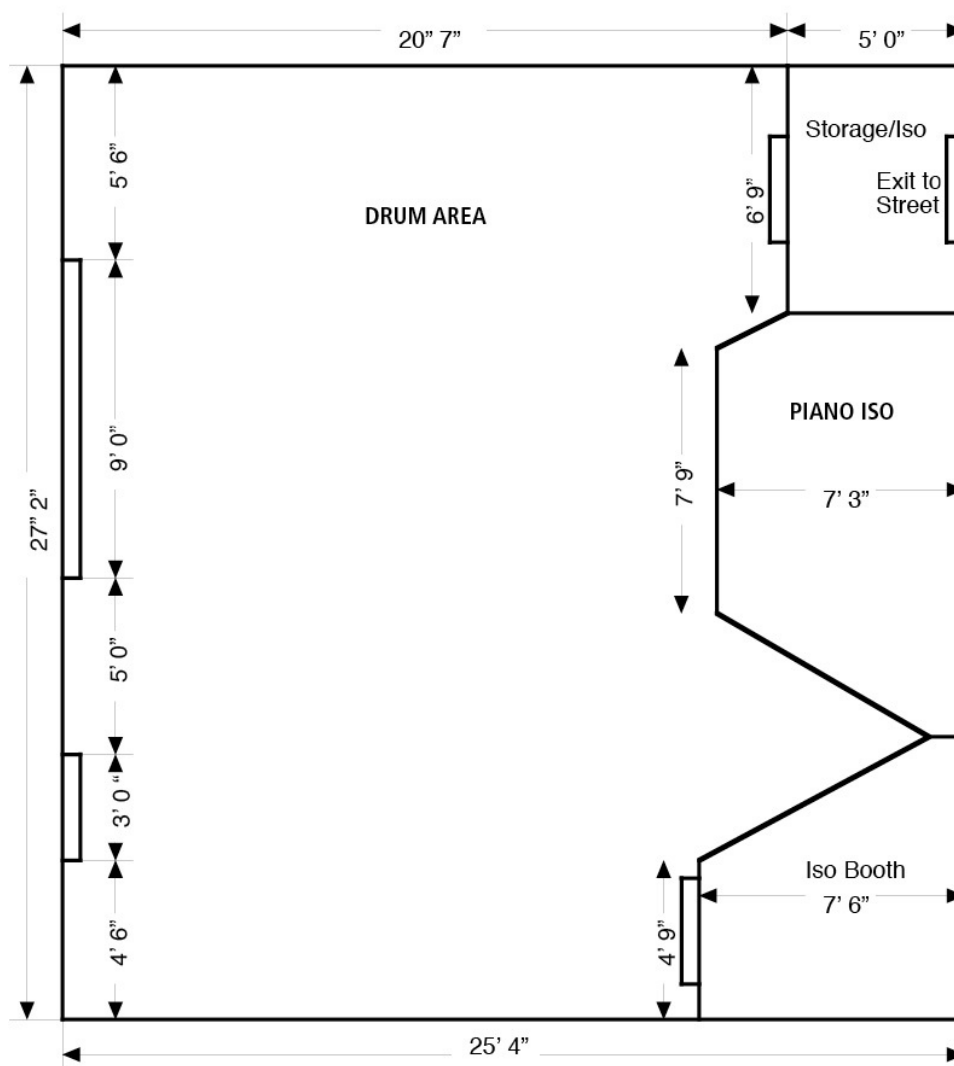 20” 7”
5’ 0”
5’ 6”
6’ 9”
Storage/Iso
Exit to
Street
DRUM AREA
9’ 0”
27” 2”
7’ 9”
PIANO ISO
7’ 3”
5’ 0”
3’ 0 “
4’ 6”
4’ 9”
Iso Booth
7’ 6”
25’ 4”